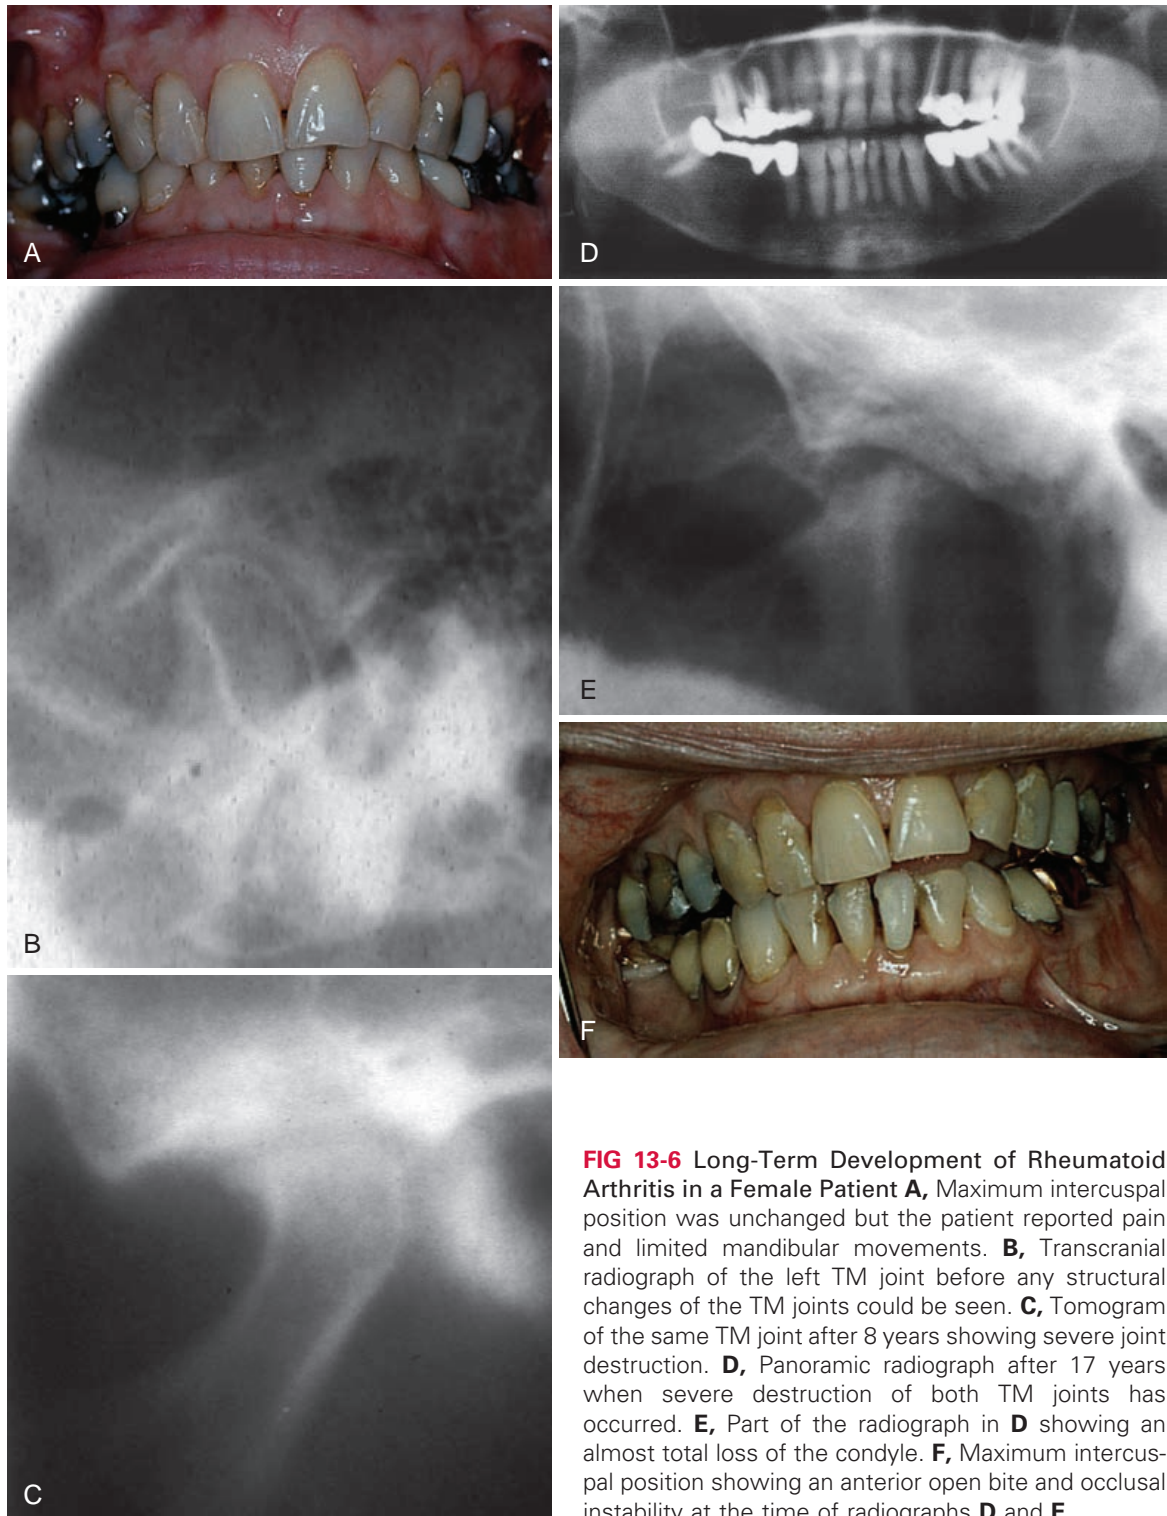 A
D
B
E
C
F
FIG 13-6 Long-Term Development of Rheumatoid
Arthritis in a Female Patient A, Maximum intercuspal
position was unchanged but the patient reported pain
and limited mandibular movements. B, Transcranial
radiograph of the left TM joint before any structural
changes of the TM joints could be seen. C, Tomogram
of the same TM joint after 8 years showing severe joint
destruction. D, Panoramic radiograph after 17 years
when severe destruction of both TM joints has
occurred. E, Part of the radiograph in D showing an
almost total loss of the condyle. F, Maximum intercus-
pal position showing an anterior open bite and occlusal
instability at the time of radiographs D and E.